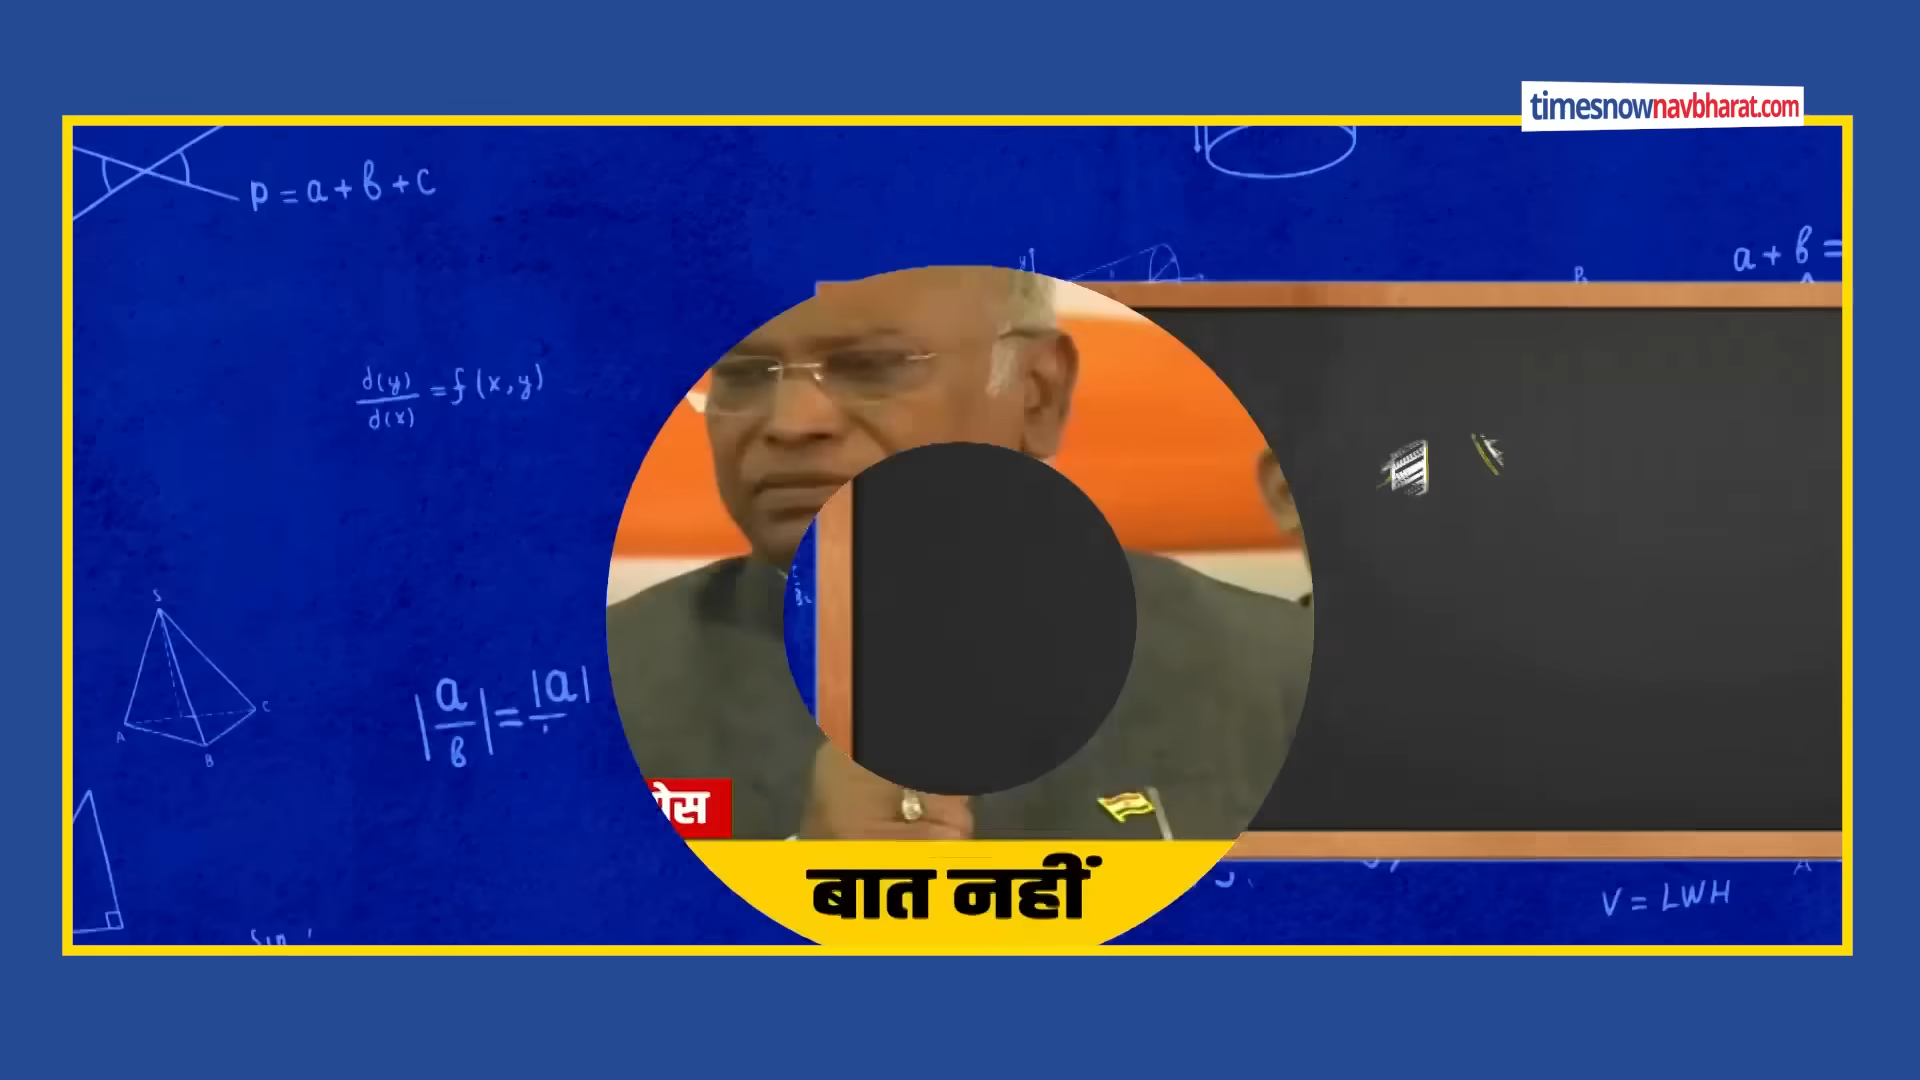 timesnownavbharat.com
p = a + b + c
a + b =
d(y)
d(x)
= f (x, y)
S
A
B
C
|a
b| = |a|
बात नहीं
V = LWH